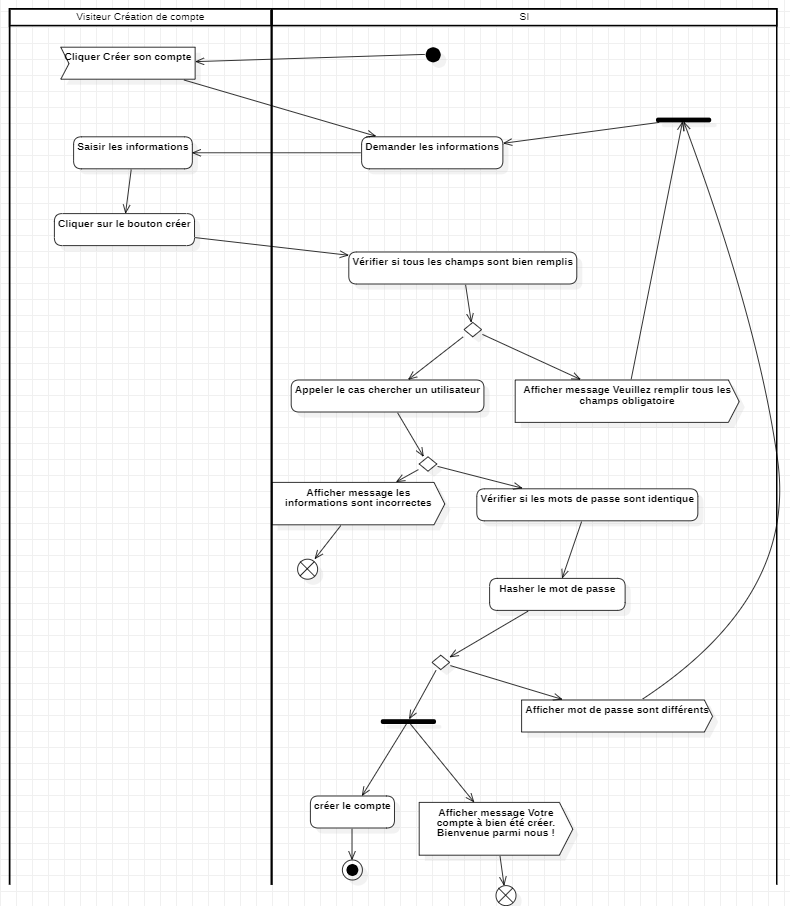 Visiteur Création de compte
SI
Cliquer Créer son compte
Demander les informations
Saisir les informations
Cliquer sur le bouton créer
Vérifier si tous les champs sont bien remplis
Appeler le cas chercher un utilisateur
Afficher message Veuillez remplir tous les
champs obligatoire
Afficher message les
informations sont incorrectes
Vérifier si les mots de passe sont identique
Hasher le mot de passe
Afficher mot de passe sont différents
créer le compte
Afficher message Votre
compte à bien été créer.
Bienvenue parmi nous !